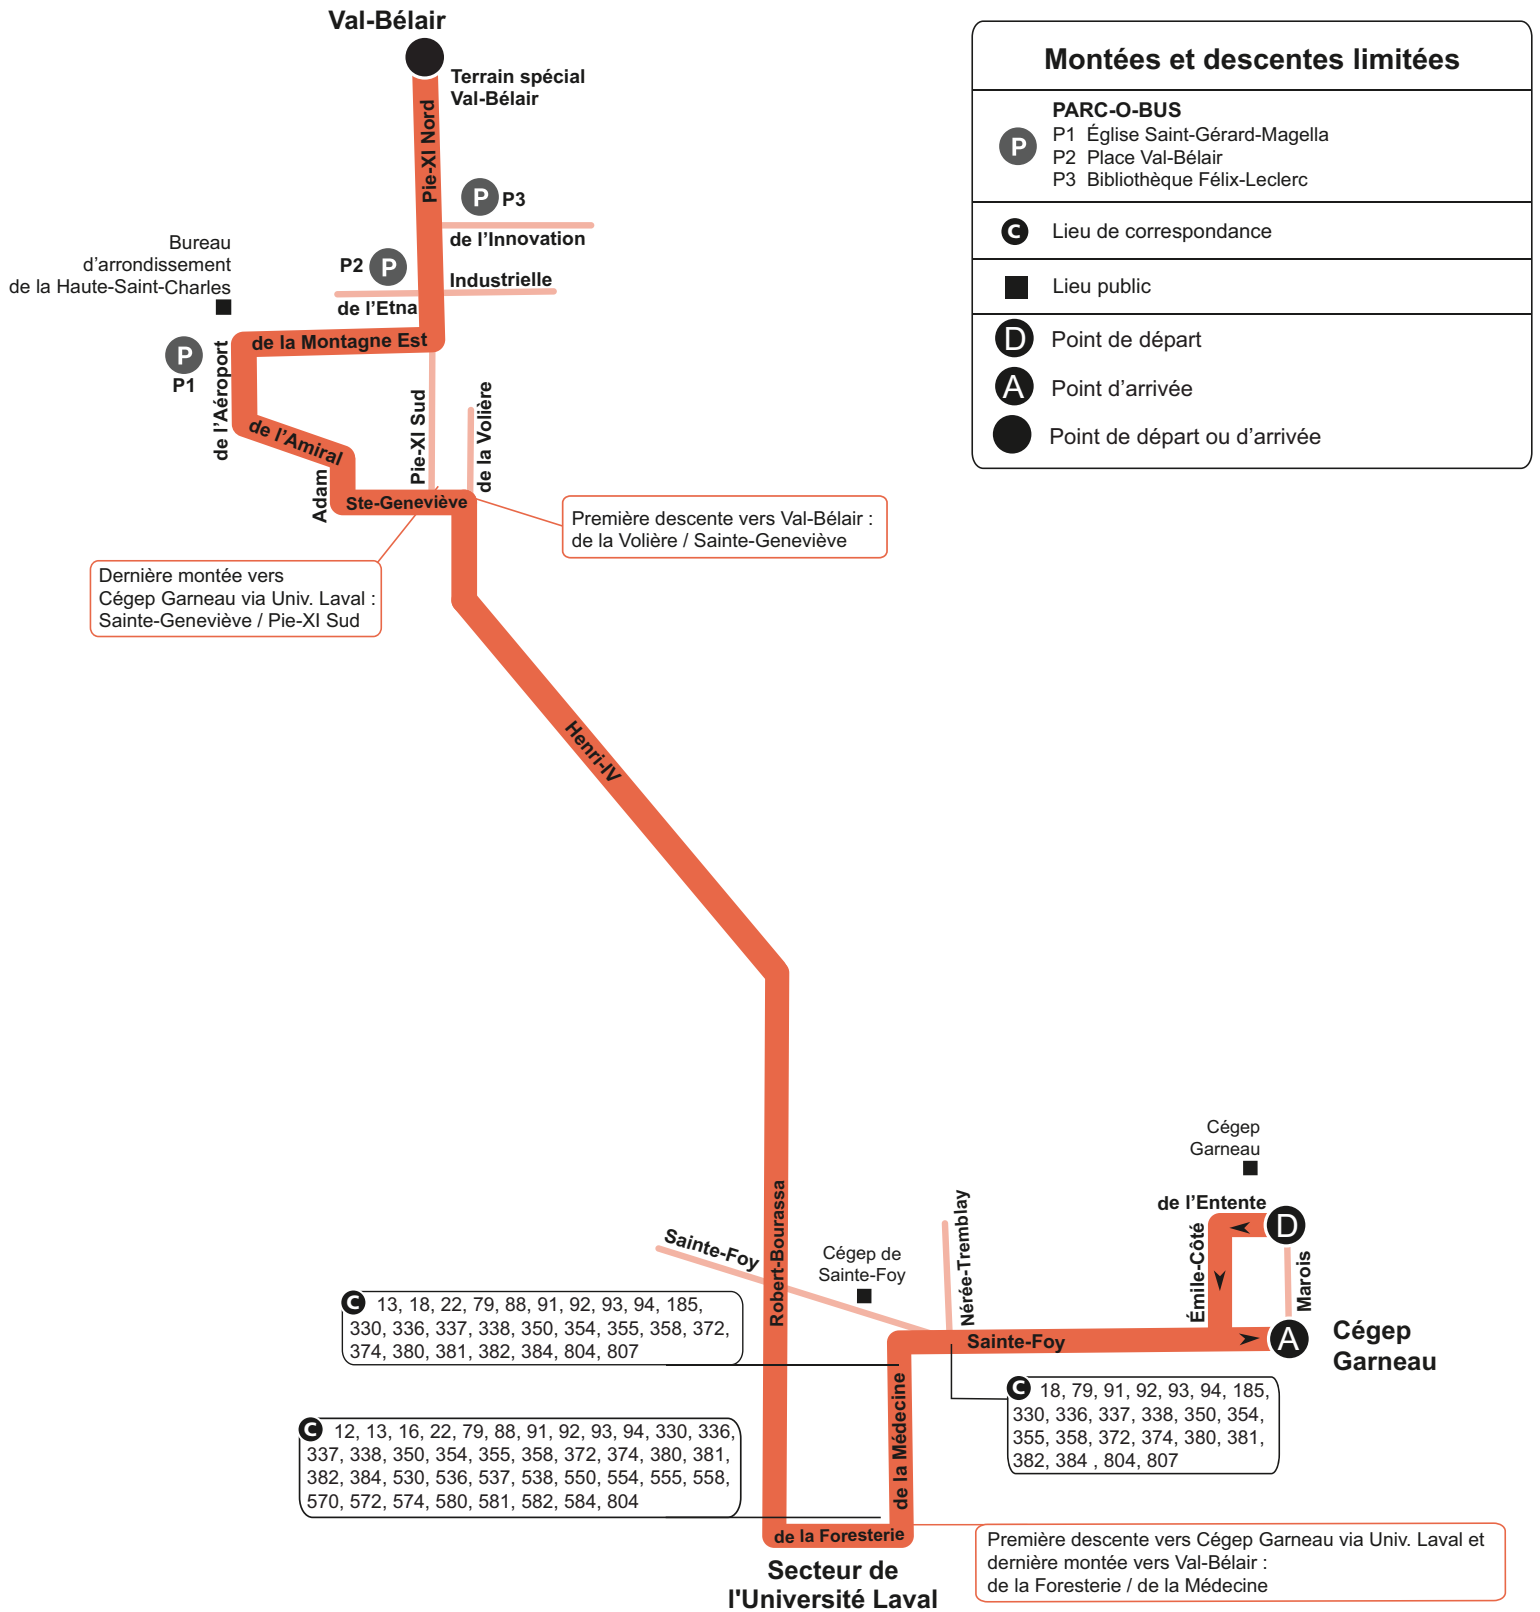 Val-Bélair
Terrain spécial
Val-Bélair
Pie-XI Nord
P P3
de l'Innovation
Bureau
d'arrondissement
de la Haute-Saint-Charles
P2 P
Industrielle
de l'Etna
de la Montagne Est
P
P1
de l'Aéroport
de l'Amiral
Adam
Pie-XI Sud
de la Volière
Ste-Geneviève
Première descente vers Val-Bélair :
de la Volière / Sainte-Geneviève
Dernière montée vers
Cégep Garneau via Univ. Laval :
Sainte-Geneviève / Pie-XI Sud
Montées et descentes limitées
P
PARC-O-BUS
P1 Église Saint-Gérard-Magella
P2 Place Val-Bélair
P3 Bibliothèque Félix-Leclerc
C Lieu de correspondance
Lieu public
D Point de départ
A Point d'arrivée
Point de départ ou d'arrivée
Henri-IV
Robert-Bourassa
Sainte-Foy
Cégep de
Sainte-Foy
Nérée-Tremblay
Cégep
Garneau
de l'Entente
D
Émile-Côté
Marois
Sainte-Foy
A
Cégep
Garneau
C 13, 18, 22, 79, 88, 91, 92, 93, 94, 185,
330, 336, 337, 338, 350, 354, 355, 358, 372,
374, 380, 381, 382, 384, 804, 807
C 18, 79, 91, 92, 93, 94, 185,
330, 336, 337, 338, 350, 354,
355, 358, 372, 374, 380, 381,
382, 384 , 804, 807
de la Médecine
C 12, 13, 16, 22, 79, 88, 91, 92, 93, 94, 330, 336,
337, 338, 350, 354, 355, 358, 372, 374, 380, 381,
382, 384, 530, 536, 537, 538, 550, 554, 555, 558,
570, 572, 574, 580, 581, 582, 584, 804
de la Foresterie
Première descente vers Cégep Garneau via Univ. Laval et
dernière montée vers Val-Bélair :
de la Foresterie / de la Médecine
Secteur de
l'Université Laval